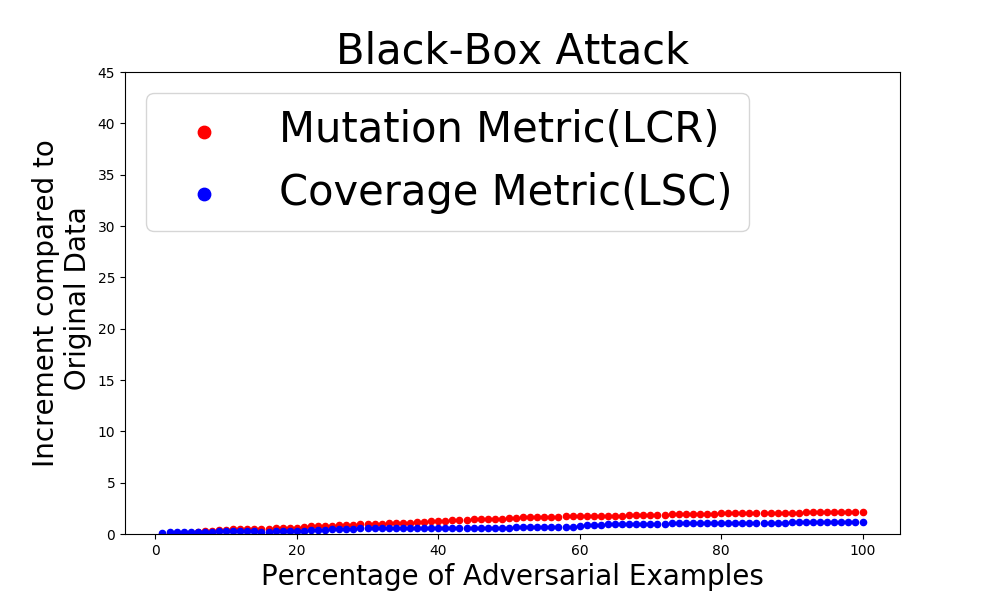 Black-Box Attack
Mutation Metric(LCR)
Coverage Metric(LSC)
Increment compared to
Original Data
45
40
35
30
25
20
15
10
5
0
0 20 40 60 80 100
Percentage of Adversarial Examples